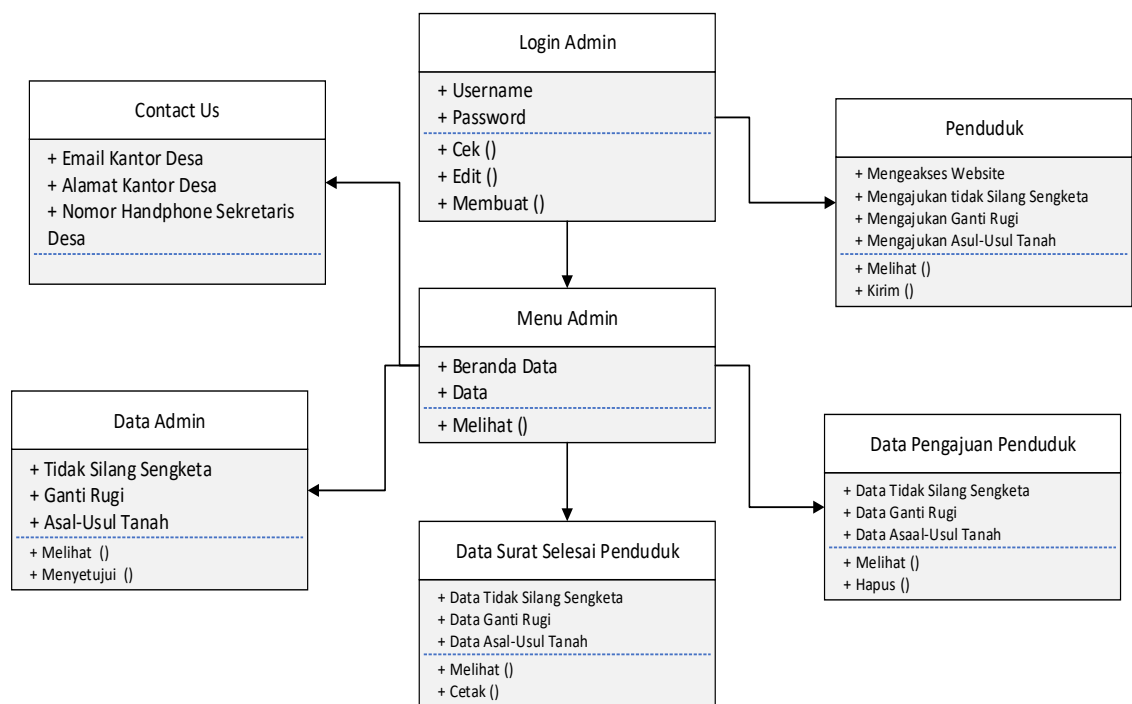 Login Admin
+ Username
+ Password
+ Cek ()
+ Edit ()
+ Membuat ()
Contact Us
+ Email Kantor Desa
+ Alamat Kantor Desa
+ Nomor Handphone Sekretaris
Desa
Penduduk
+ Mengeakses Website
+ Mengajukan tidak Silang Sengketa
+ Mengajukan Ganti Rugi
+ Mengajukan Asul-Usul Tanah
+ Melihat ()
+ Kirim ()
Menu Admin
+ Beranda Data
+ Data
+ Melihat ()
Data Admin
+ Tidak Silang Sengketa
+ Ganti Rugi
+ Asal-Usul Tanah
+ Melihat ()
+ Menyetujui ()
Data Pengajuan Penduduk
+ Data Tidak Silang Sengketa
+ Data Ganti Rugi
+ Data Asaal-Usul Tanah
+ Melihat ()
+ Hapus ()
Data Surat Selesai Penduduk
+ Data Tidak Silang Sengketa
+ Data Ganti Rugi
+ Data Asal-Usul Tanah
+ Melihat ()
+ Cetak ()